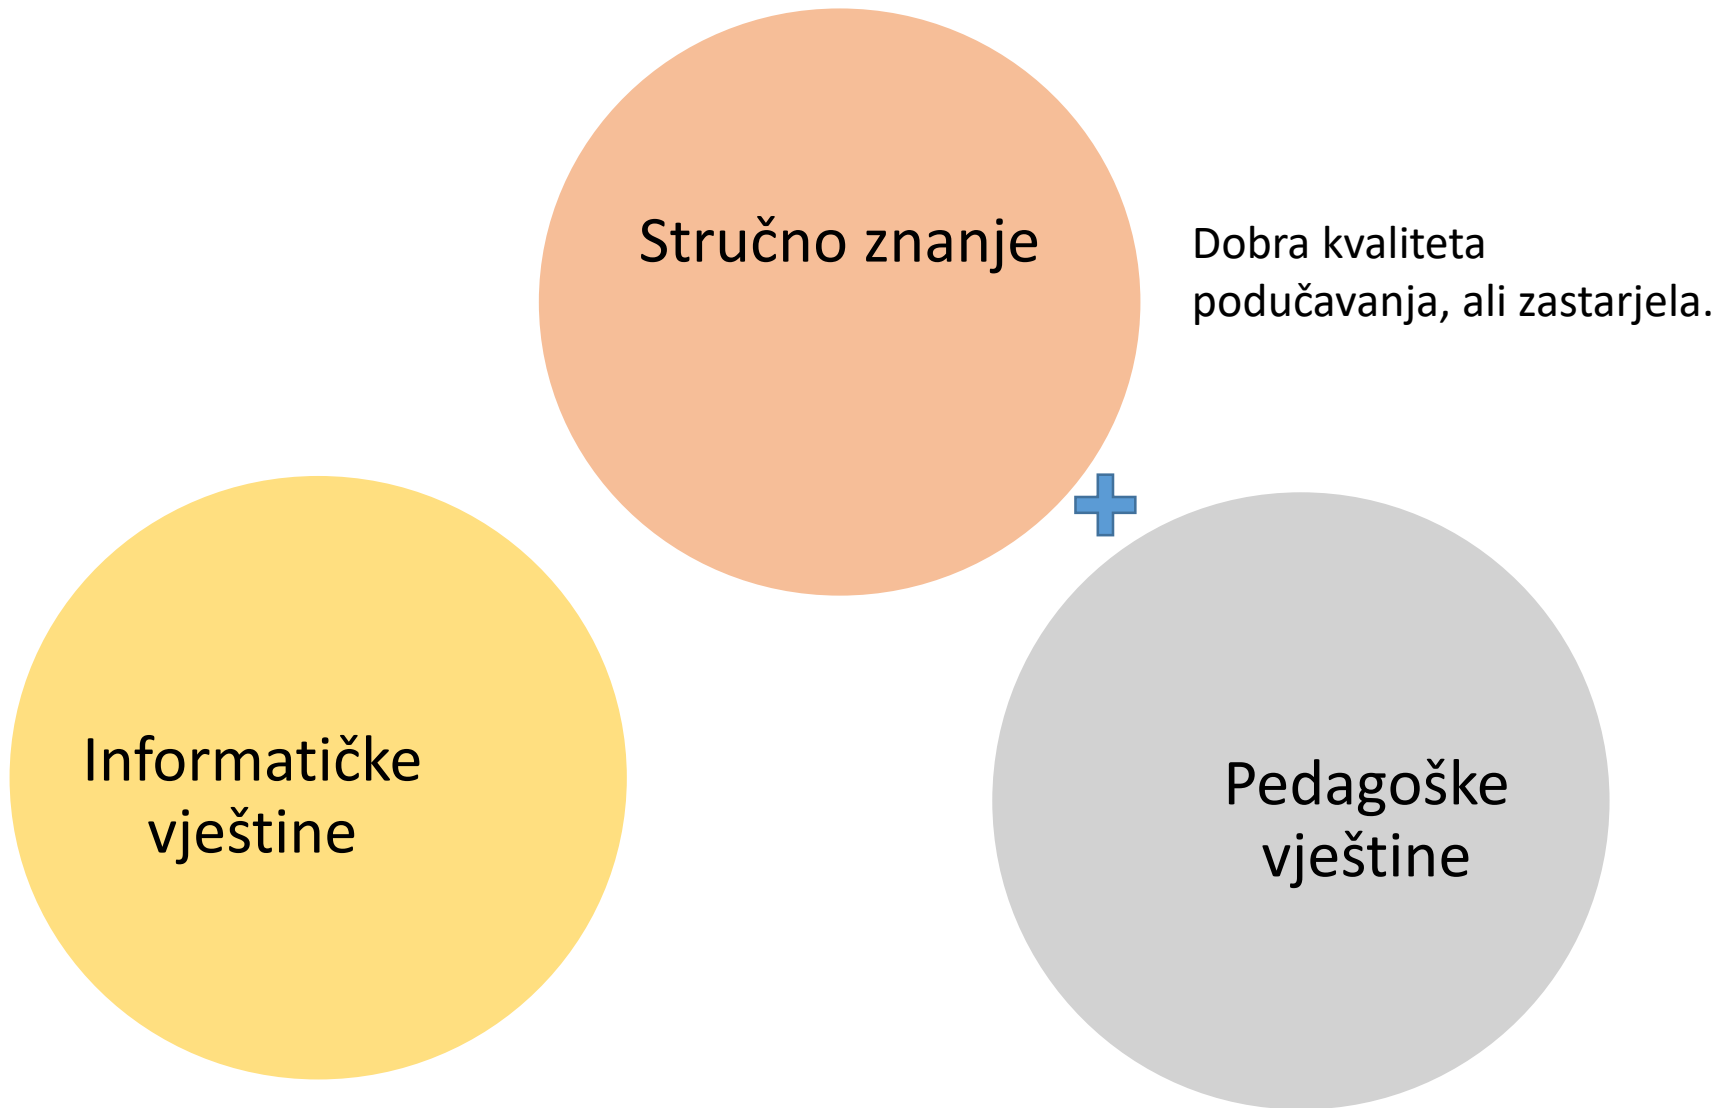 Stručno znanje
Dobra kvaliteta
podučavanja, ali zastarjela.
Informatičke
vještine
Pedagoške
vještine